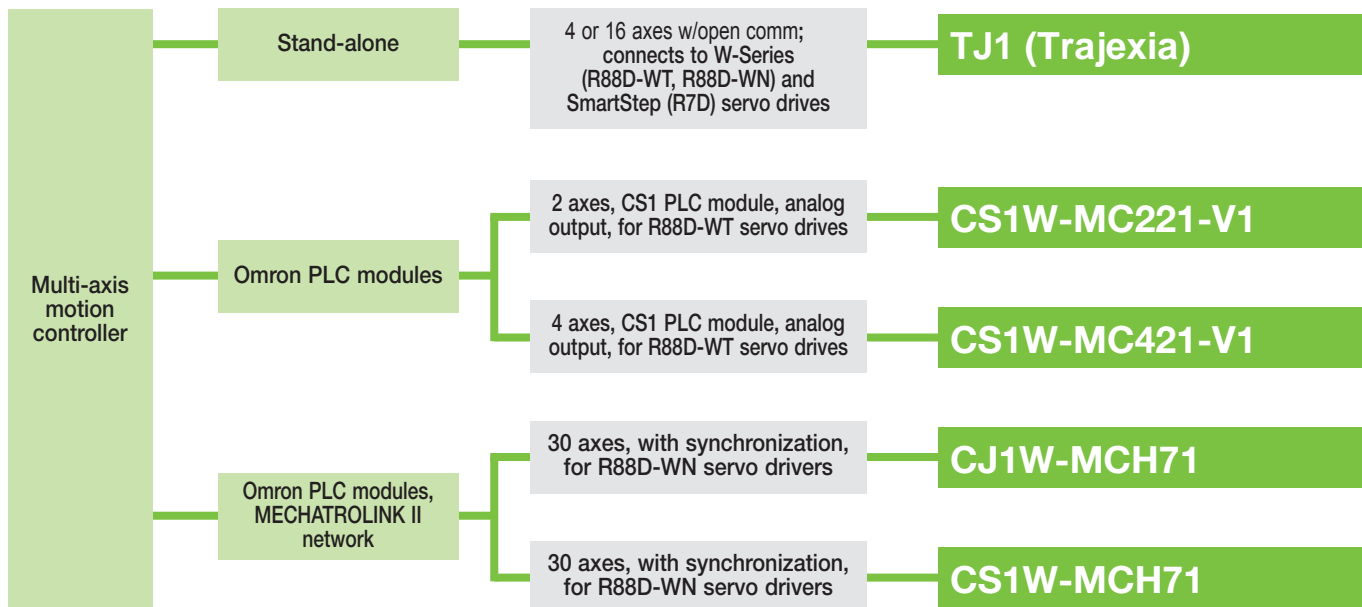 Multi-axis
motion
controller
Stand-alone
4 or 16 axes w/open comm;
connects to W-Series
(R88D-WT, R88D-WN) and
SmartStep (R7D) servo drives
TJ1 (Trajexia)
Omron PLC modules
2 axes, CS1 PLC module, analog
output, for R88D-WT servo drives
CS1W-MC221-V1
4 axes, CS1 PLC module, analog
output, for R88D-WT servo drives
CS1W-MC421-V1
Omron PLC modules,
MECHATROLINK II
network
30 axes, with synchronization,
for R88D-WN servo drivers
CJ1W-MCH71
30 axes, with synchronization,
for R88D-WN servo drivers
CS1W-MCH71